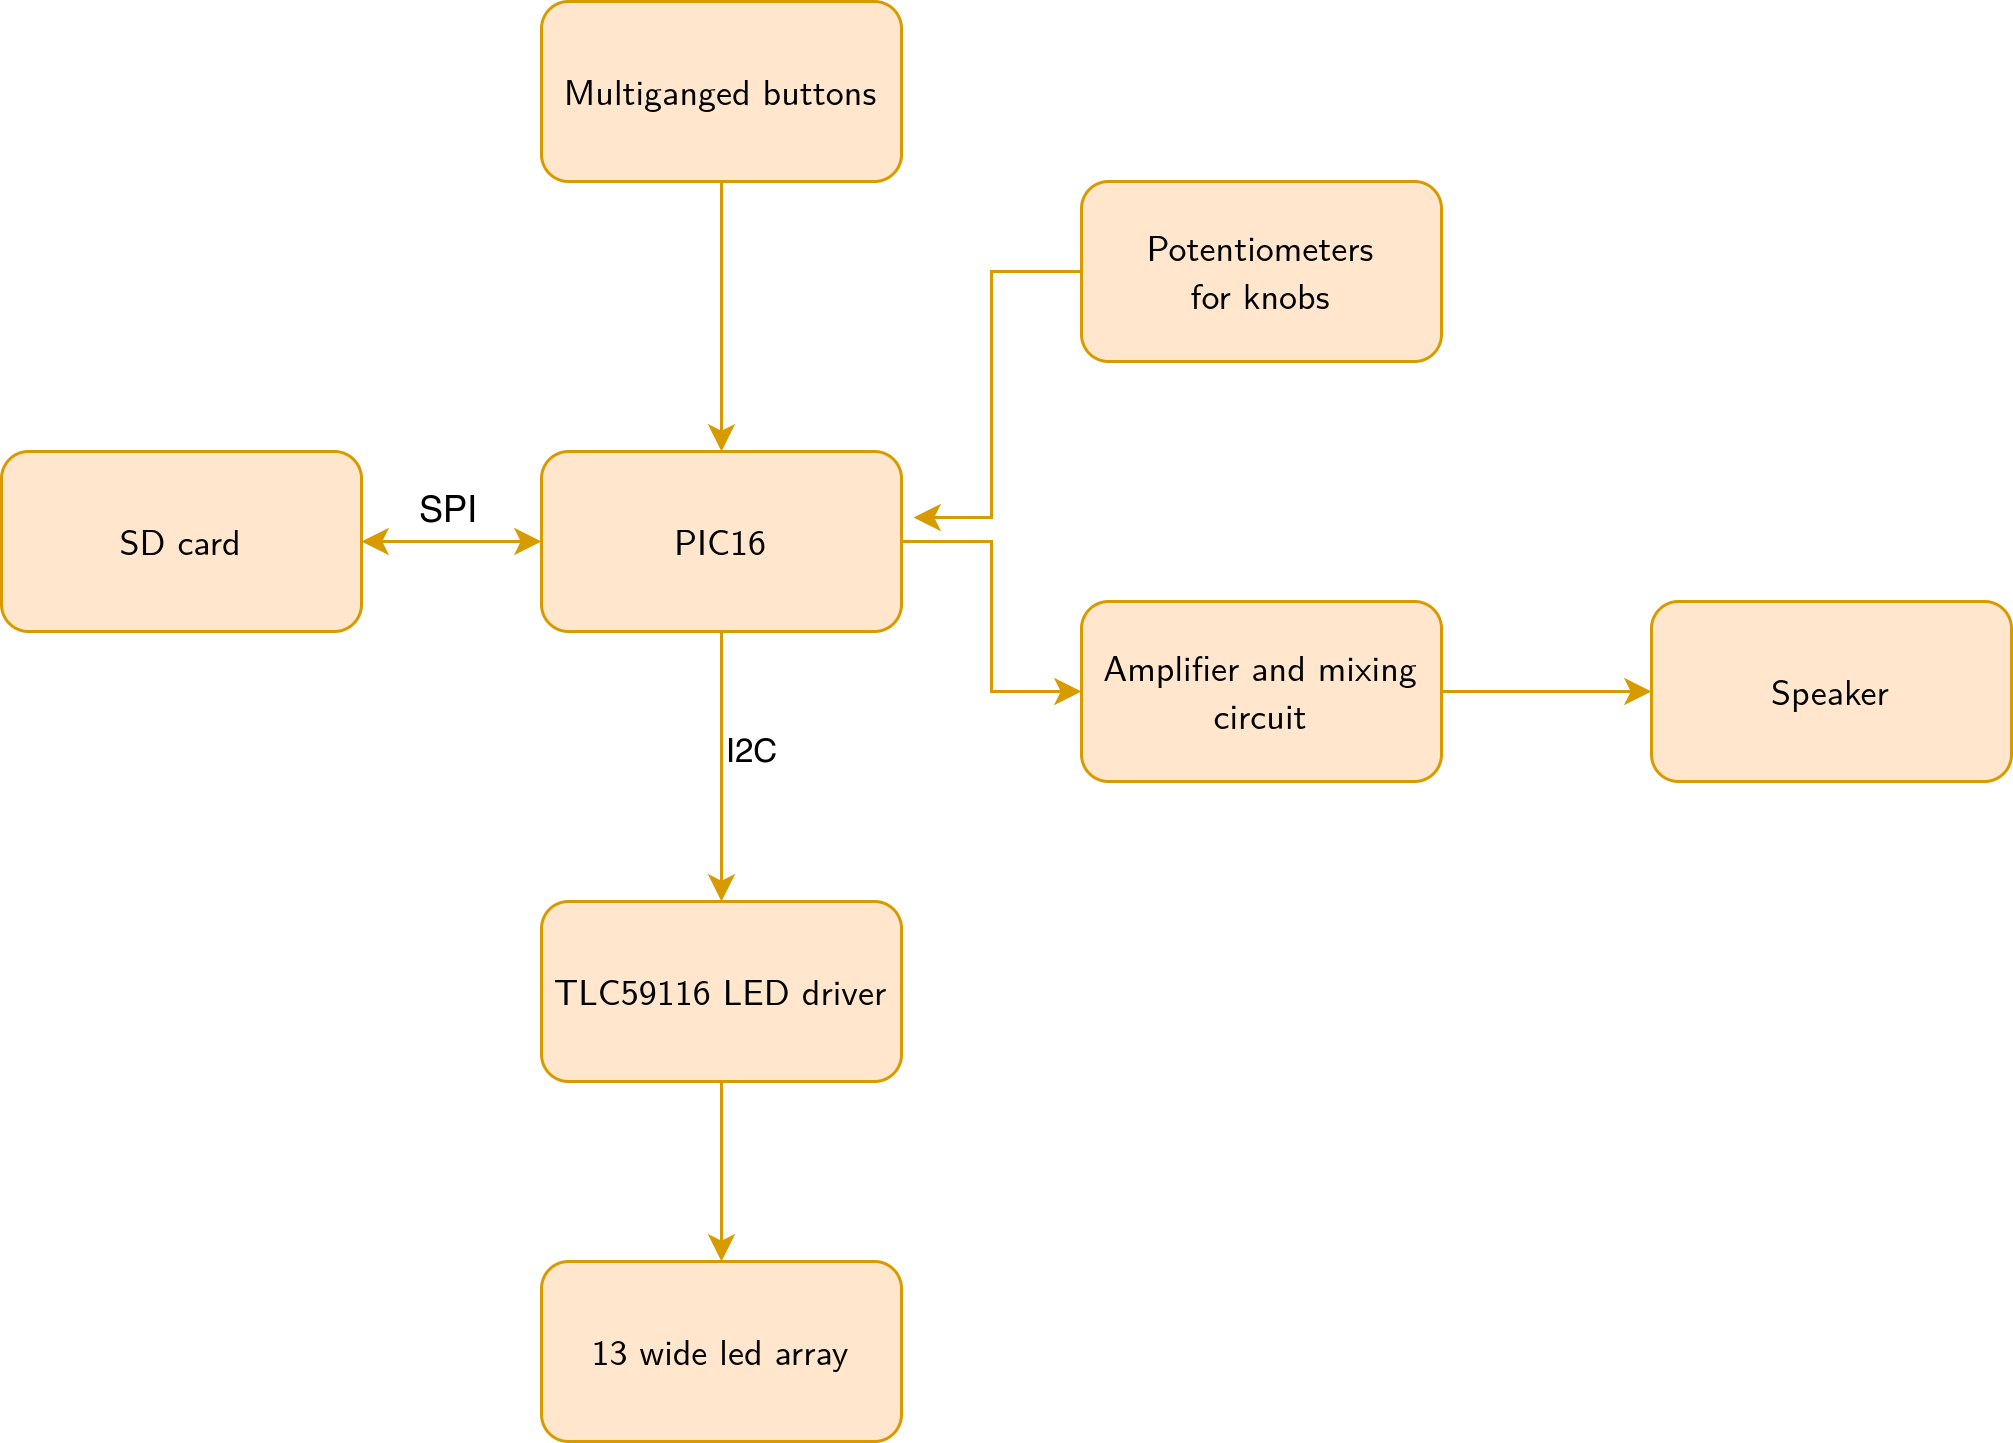 Multiganged buttons
Potentiometers
for knobs
SPI
SD card
PIC16
Amplifier and mixing
circuit
Speaker
I2C
TLC59116 LED driver
13 wide led array